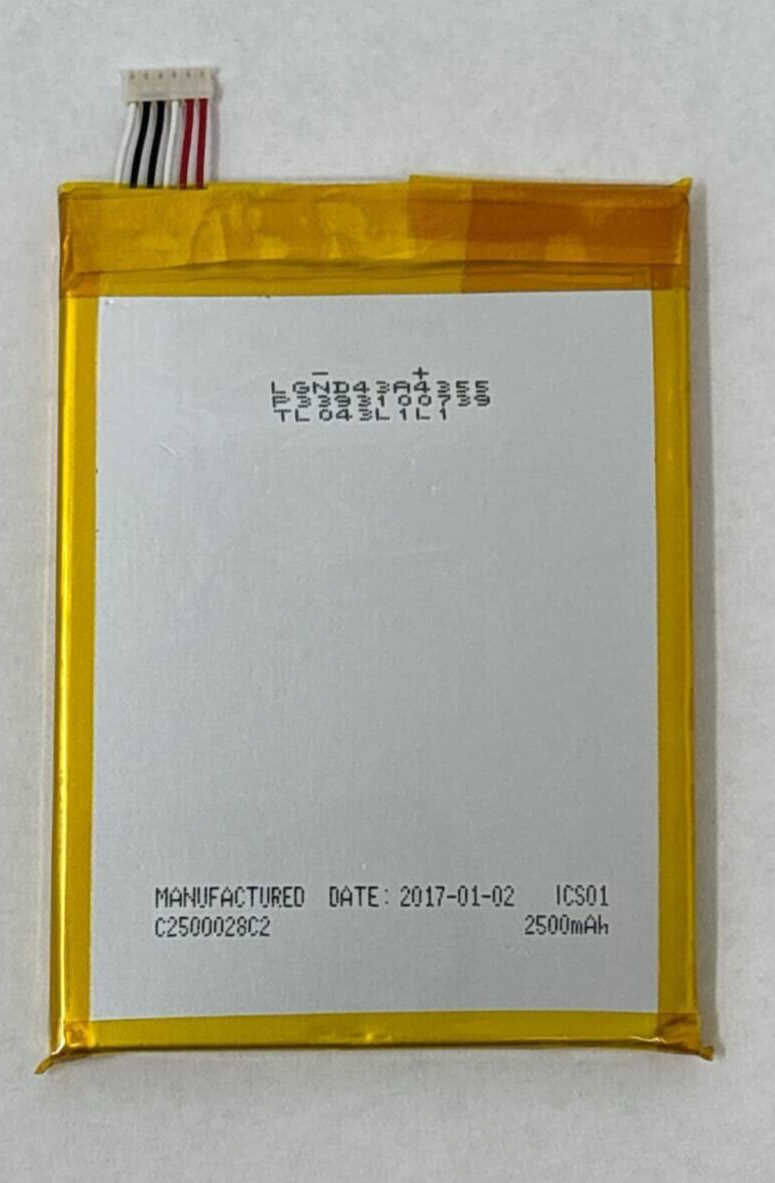 - +
LGND43A4355
P3393100739
TL043L1L1
MANUFACTURED DATE: 2017-01-02 ICS01
C2500028C2 2500mAh